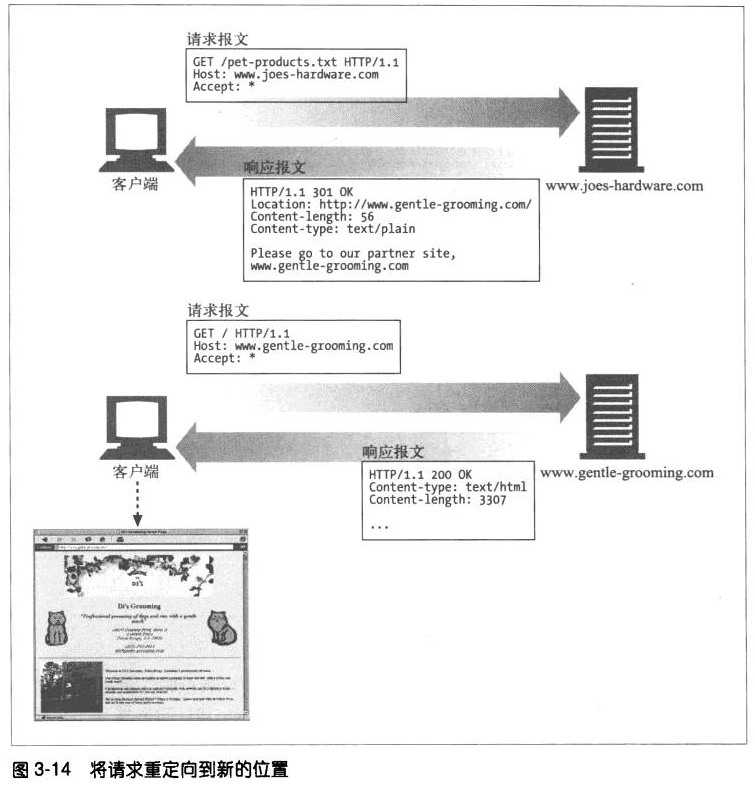 请求报文
GET /pet-products.txt HTTP/1.1
Host: www.joes-hardware.com
Accept: *
客户端
www.joes-hardware.com
响应报文
HTTP/1.1 301 OK
Location: http://www.gentle-grooming.com/
Content-length: 56
Content-type: text/plain
Please go to our partner site,
www.gentle-grooming.com
请求报文
GET / HTTP/1.1
Host: www.gentle-grooming.com
Accept: *
客户端
www.gentle-grooming.com
响应报文
HTTP/1.1 200 OK
Content-type: text/html
Content-length: 3307
...
DJ'S
Di's Grooming
"Professional grooming of dogs and cats with a gentle
touch"
图 3-14 将请求重定向到新的位置